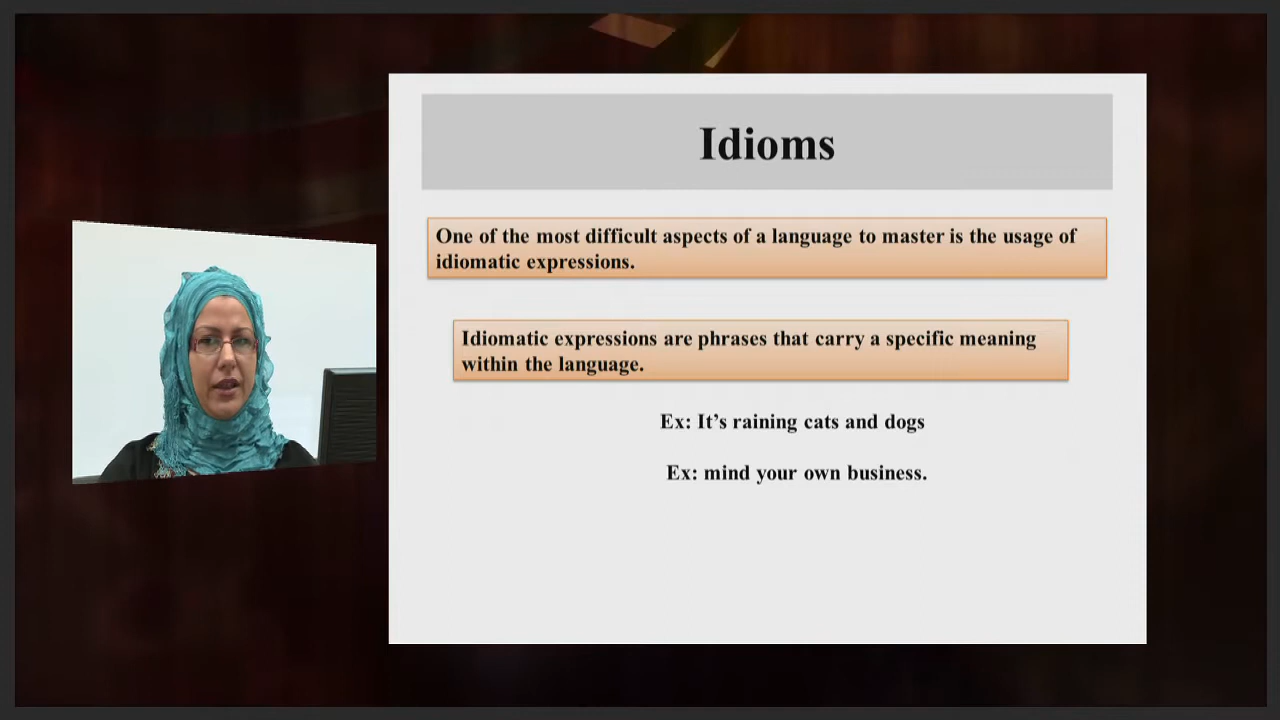 Idioms
One of the most difficult aspects of a language to master is the usage of
idiomatic expressions.
Idiomatic expressions are phrases that carry a specific meaning
within the language.
Ex: It’s raining cats and dogs
Ex: mind your own business.